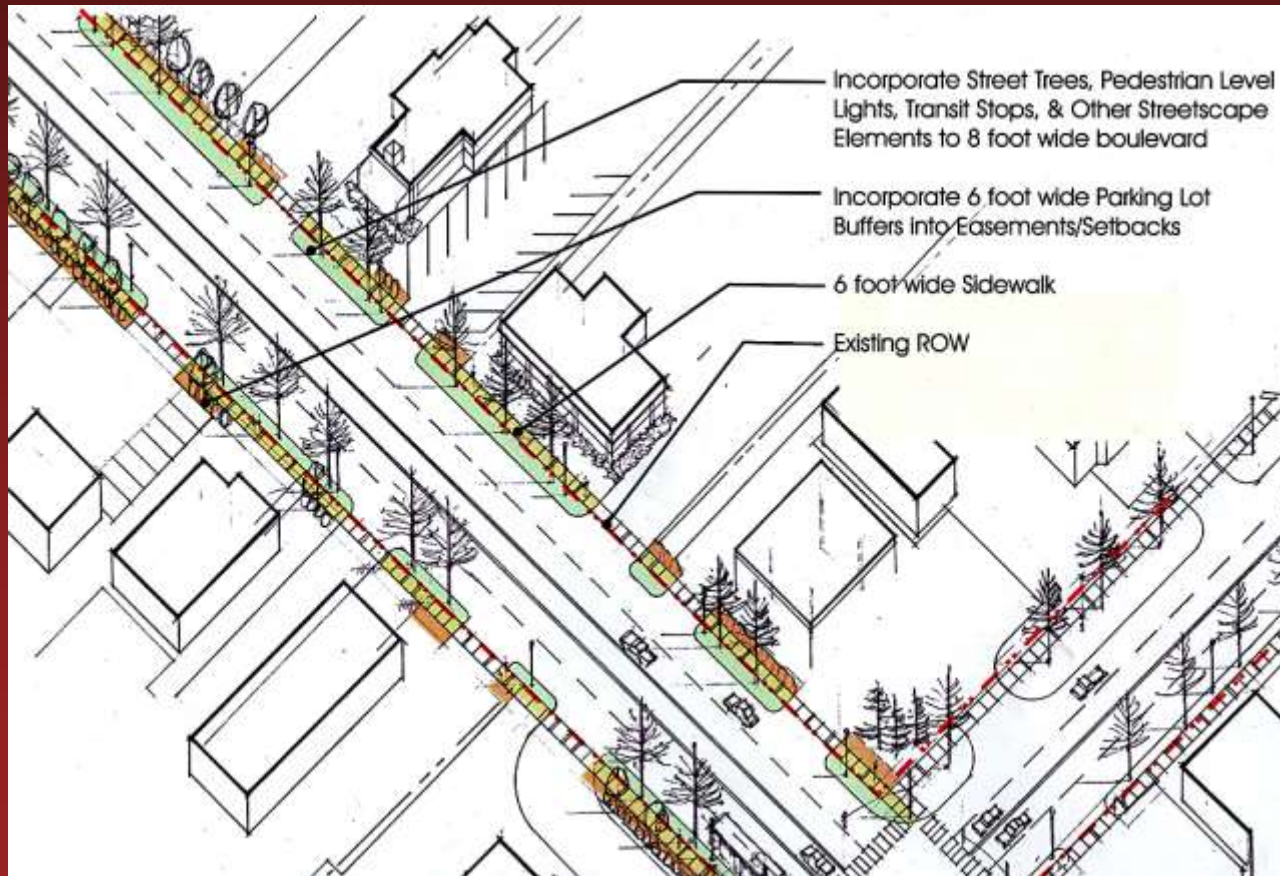 Incorporate Street Trees, Pedestrian Level
Lights, Transit Stops, & Other Streetscape
Elements to 8 foot wide boulevard
Incorporate 6 foot wide Parking Lot
Buffers into Easements/Setbacks
6 foot wide Sidewalk
Existing ROW